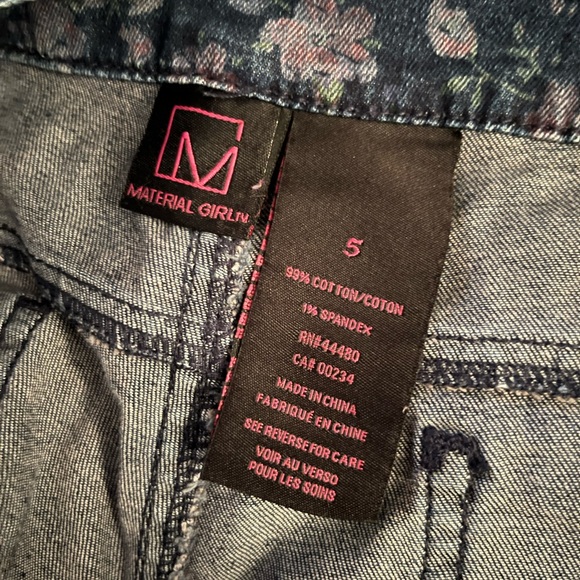 M
MATERIAL GIRL™
5
99% COTTON/COTON
1% SPANDEX
RN#44480
CA# 00234
MADE IN CHINA
FABRIQUÉ EN CHINE
SEE REVERSE FOR CARE
VOIR AU VERSO
POUR LES SOINS